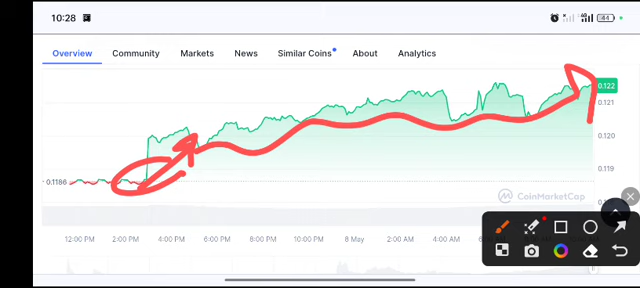 10:28
44
Overview Community Markets News Similar Coins About Analytics
0.122
0.121
0.120
0.119
0.1186
CoinMarketCap
12:00 PM 2:00 PM 4:00 PM 6:00 PM 8:00 PM 10:00 PM 8 May 2:00 AM 4:00 AM